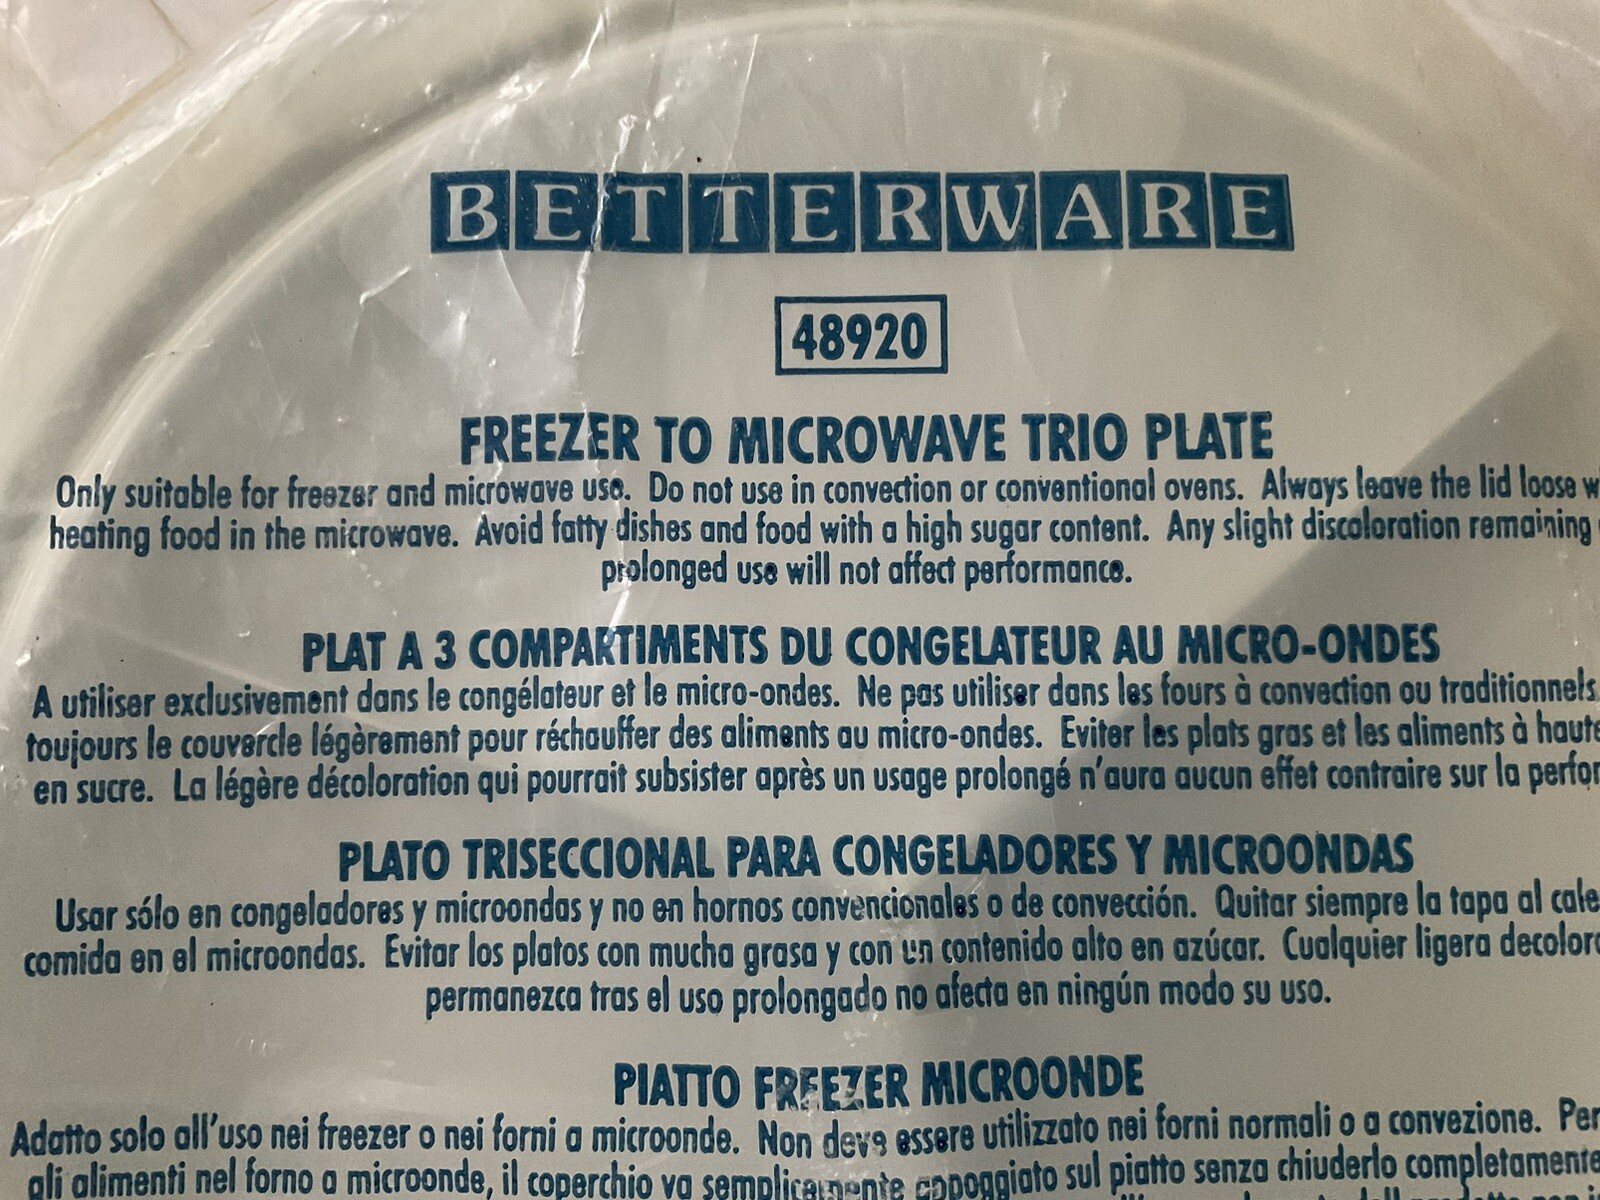 BETTERWARE
48920
FREEZER TO MICROWAVE TRIO PLATE
Only suitable for freezer and microwave use. Do not use in convection or conventional ovens. Always leave the lid loose w
heating food in the microwave. Avoid fatty dishes and food with a high sugar content. Any slight discoloration remaining
prolonged use will not affect performance.
PLAT A 3 COMPARTIMENTS DU CONGELATEUR AU MICRO-ONDES
A utiliser exclusivement dans le congélateur et le micro-ondes. Ne pas utiliser dans les fours à convection ou traditionnels.
toujours le couvercle légèrement pour réchauffer des aliments au micro-ondes. Eviter les plats gras et les aliments à haute
en sucre. La légère décoloration qui pourrait subsister après un usage prolongé n'aura aucun effet contraire sur la perfor
PLATO TRISECCIONAL PARA CONGELADORES Y MICROONDAS
Usar sólo en congeladores y microondas y no en hornos convencionales o de convección. Quitar siempre la tapa al cale
comida en el microondas. Evitar los platos con mucha grasa y con un contenido alto en azúcar. Cualquier ligera decolora
permanezca tras el uso prolongado no afecta en ningún modo su uso.
PIATTO FREEZER MICROONDE
Adatto solo all'uso nei freezer o nei forni a microonde. Non deve essere utilizzato nei forni normali o a convezione. Per
gli alimenti nel forno a microonde, il coperchio va semplicemente appoggiato sul piatto senza chiuderlo completamente